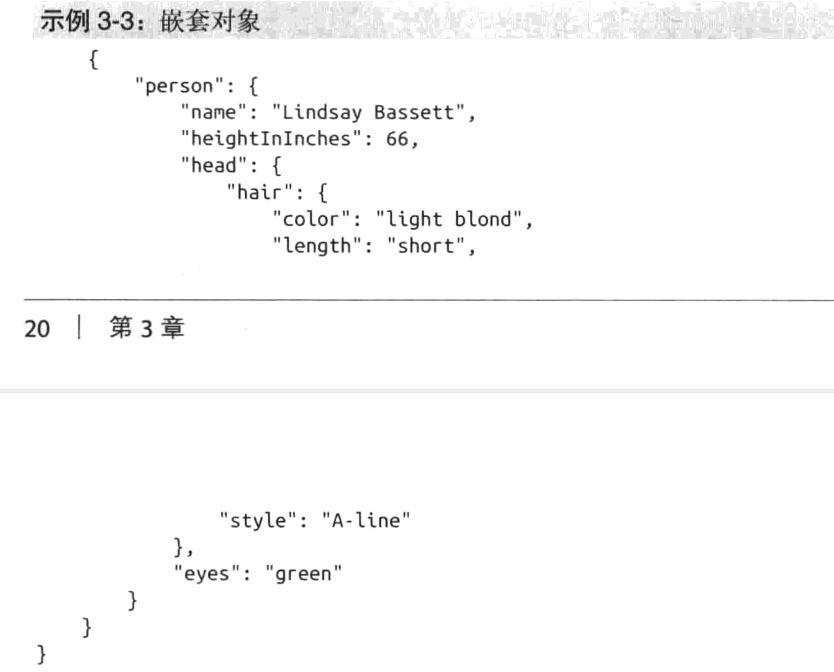 示例 3-3：嵌套对象
{
    "person": {
        "name": "Lindsay Bassett",
        "heightInInches": 66,
        "head": {
            "hair": {
                "color": "light blond",
                "length": "short",
20 | 第 3 章
                "style": "A-line"
            },
            "eyes": "green"
        }
    }
}